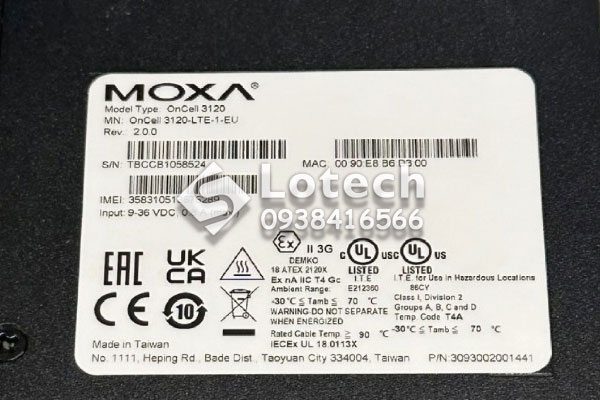 MOXA®
Model Type: OnCell 3120
MN: OnCell 3120-LTE-1-EU
Rev. 2.0.0
S/N: TBCCB1058524
MAC: 00 90 E8 B6 00
IMEI:
Input: 9-36 VDC,
Lotech
0938416566
EAC
UK CA
CE
10
Ex II 3G
DEMKO
18 ATEX 2120X
Ex nA IIC T4 Gc
Ambient Range:
-30°C ≤ Tamb ≤ 70 °C
WARNING-DO NOT SEPARATE
WHEN ENERGIZED
Rated Cable Temp. ≥ 90 °C
IECEx UL 18.0113X
C UL US
LISTED
I.T.E
E212360
C UL US
LISTED
I.T.E. for Use in Hazardous Locations
86CY
Class I, Division 2
Groups A, B, C and D
Temp. Code T4A
-30°C ≤ Tamb ≤ 70 °C
Made in Taiwan
No. 1111, Heping Rd., Bade Dist., Taoyuan City 334004, Taiwan
P/N:3093002001441